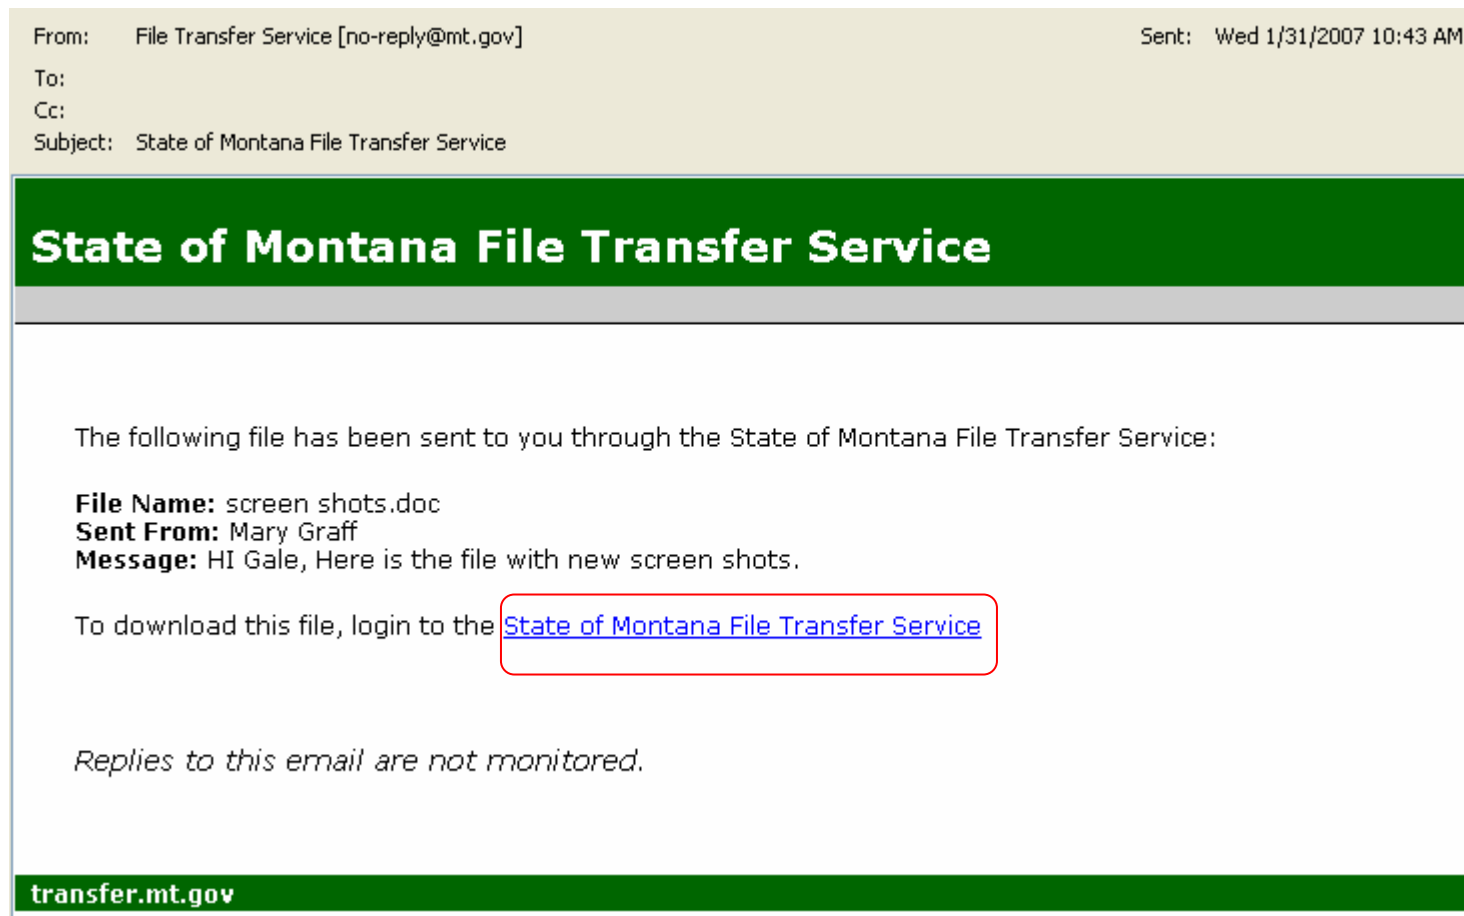 From: File Transfer Service [no-reply@mt.gov] Sent: Wed 1/31/2007 10:43 AM
To:
Cc:
Subject: State of Montana File Transfer Service
State of Montana File Transfer Service
The following file has been sent to you through the State of Montana File Transfer Service:
File Name: screen shots.doc
Sent From: Mary Graff
Message: HI Gale, Here is the file with new screen shots.
To download this file, login to the State of Montana File Transfer Service
Replies to this email are not monitored.
transfer.mt.gov